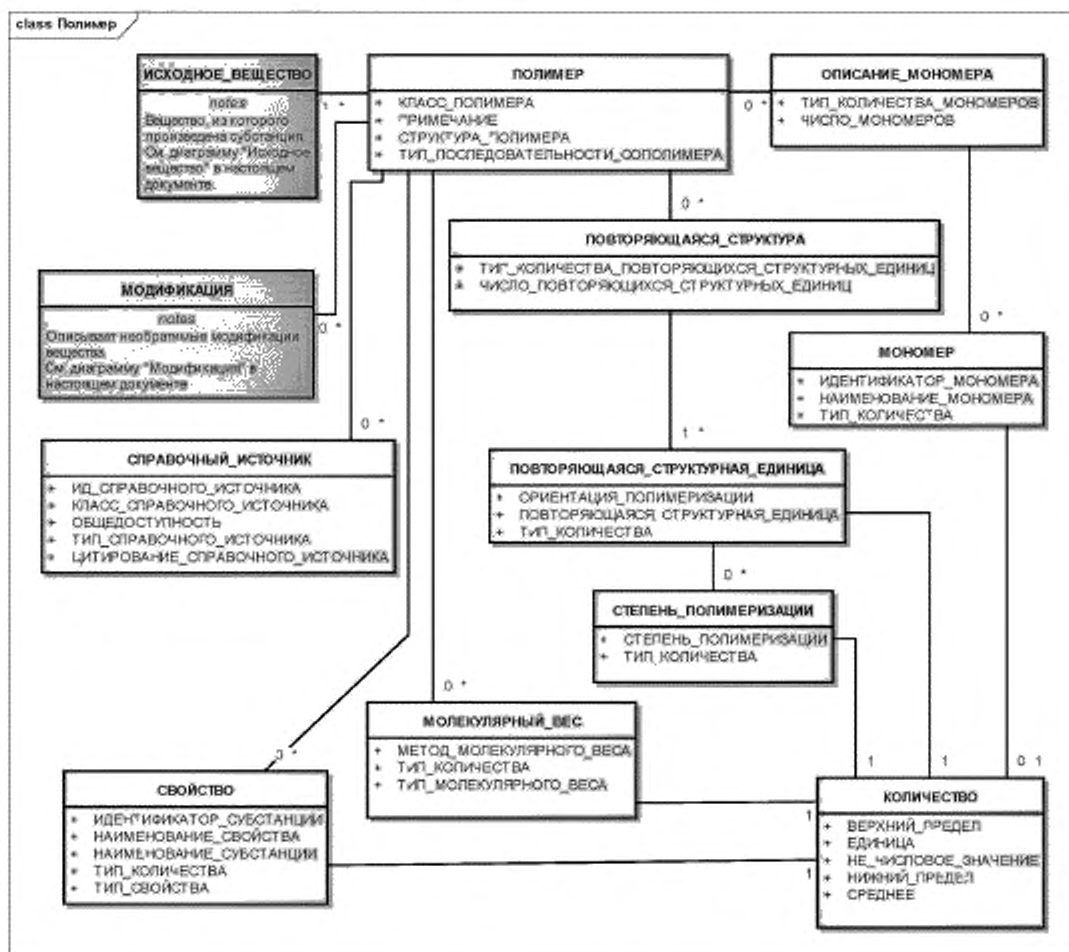 class Полимер
ИСХОДНОЕ_ВЕЩЕСТВО
notes
Вещество, из которого
произведена субстанция.
См диаграмму "Исходное
вещество" в настоящем
документе.
1 *
ПОЛИМЕР
+ КЛАСС_ПОЛИМЕРА
+ ПРИМЕЧАНИЕ
+ СТРУКТУРА_ПОЛИМЕРА
+ ТИП_ПОСЛЕДОВАТЕЛЬНОСТИ_СОПОЛИМЕРА
0 *
ОПИСАНИЕ_МОНОМЕРА
+ ТИП_КОЛИЧЕСТВА_МОНОМЕРОВ
+ ЧИСЛО_МОНОМЕРОВ
0 *
ПОВТОРЯЮЩАЯСЯ_СТРУКТУРА
+ ТИП_КОЛИЧЕСТВА_ПОВТОРЯЮЩИХСЯ_СТРУКТУРНЫХ_ЕДИНИЦ
+ ЧИСЛО_ПОВТОРЯЮЩИХСЯ_СТРУКТУРНЫХ_ЕДИНИЦ
МОДИФИКАЦИЯ
notes
Описывает необратимые модификации
вещества
См диаграмму "Модификация" в
настоящем документе
0 *
0 *
МОНОМЕР
+ ИДЕНТИФИКАТОР_МОНОМЕРА
+ НАИМЕНОВАНИЕ_МОНОМЕРА
+ ТИП_КОЛИЧЕСТВА
0 *
СПРАВОЧНЫЙ_ИСТОЧНИК
+ ИД_СПРАВОЧНОГО_ИСТОЧНИКА
+ КЛАСС_СПРАВОЧНОГО_ИСТОЧНИКА
+ ОБЩЕДОСТУПНОСТЬ
+ ТИП_СПРАВОЧНОГО_ИСТОЧНИКА
+ ЦИТИРОВАНИЕ_СПРАВОЧНОГО_ИСТОЧНИКА
1 *
ПОВТОРЯЮЩАЯСЯ_СТРУКТУРНАЯ_ЕДИНИЦА
+ ОРИЕНТАЦИЯ_ПОЛИМЕРИЗАЦИИ
+ ПОВТОРЯЮЩАЯСЯ_СТРУКТУРНАЯ_ЕДИНИЦА
+ ТИП_КОЛИЧЕСТВА
0 *
СТЕПЕНЬ_ПОЛИМЕРИЗАЦИИ
+ СТЕПЕНЬ_ПОЛИМЕРИЗАЦИИ
+ ТИП_КОЛИЧЕСТВА
0 *
МОЛЕКУЛЯРНЫЙ_ВЕС
+ МЕТОД_МОЛЕКУЛЯРНОГО_ВЕСА
+ ТИП_КОЛИЧЕСТВА
+ ТИП_МОЛЕКУЛЯРНОГО_ВЕСА
0 *
СВОЙСТВО
+ ИДЕНТИФИКАТОР_СУБСТАНЦИИ
+ НАИМЕНОВАНИЕ_СВОЙСТВА
+ НАИМЕНОВАНИЕ_СУБСТАНЦИИ
+ ТИП_КОЛИЧЕСТВА
+ ТИП_СВОЙСТВА
1 1 0 1
1
1
КОЛИЧЕСТВО
+ ВЕРХНИЙ_ПРЕДЕЛ
+ ЕДИНИЦА
+ НЕ_ЧИСЛОВОЕ_ЗНАЧЕНИЕ
+ НИЖНИЙ_ПРЕДЕЛ
+ СРЕДНЕЕ